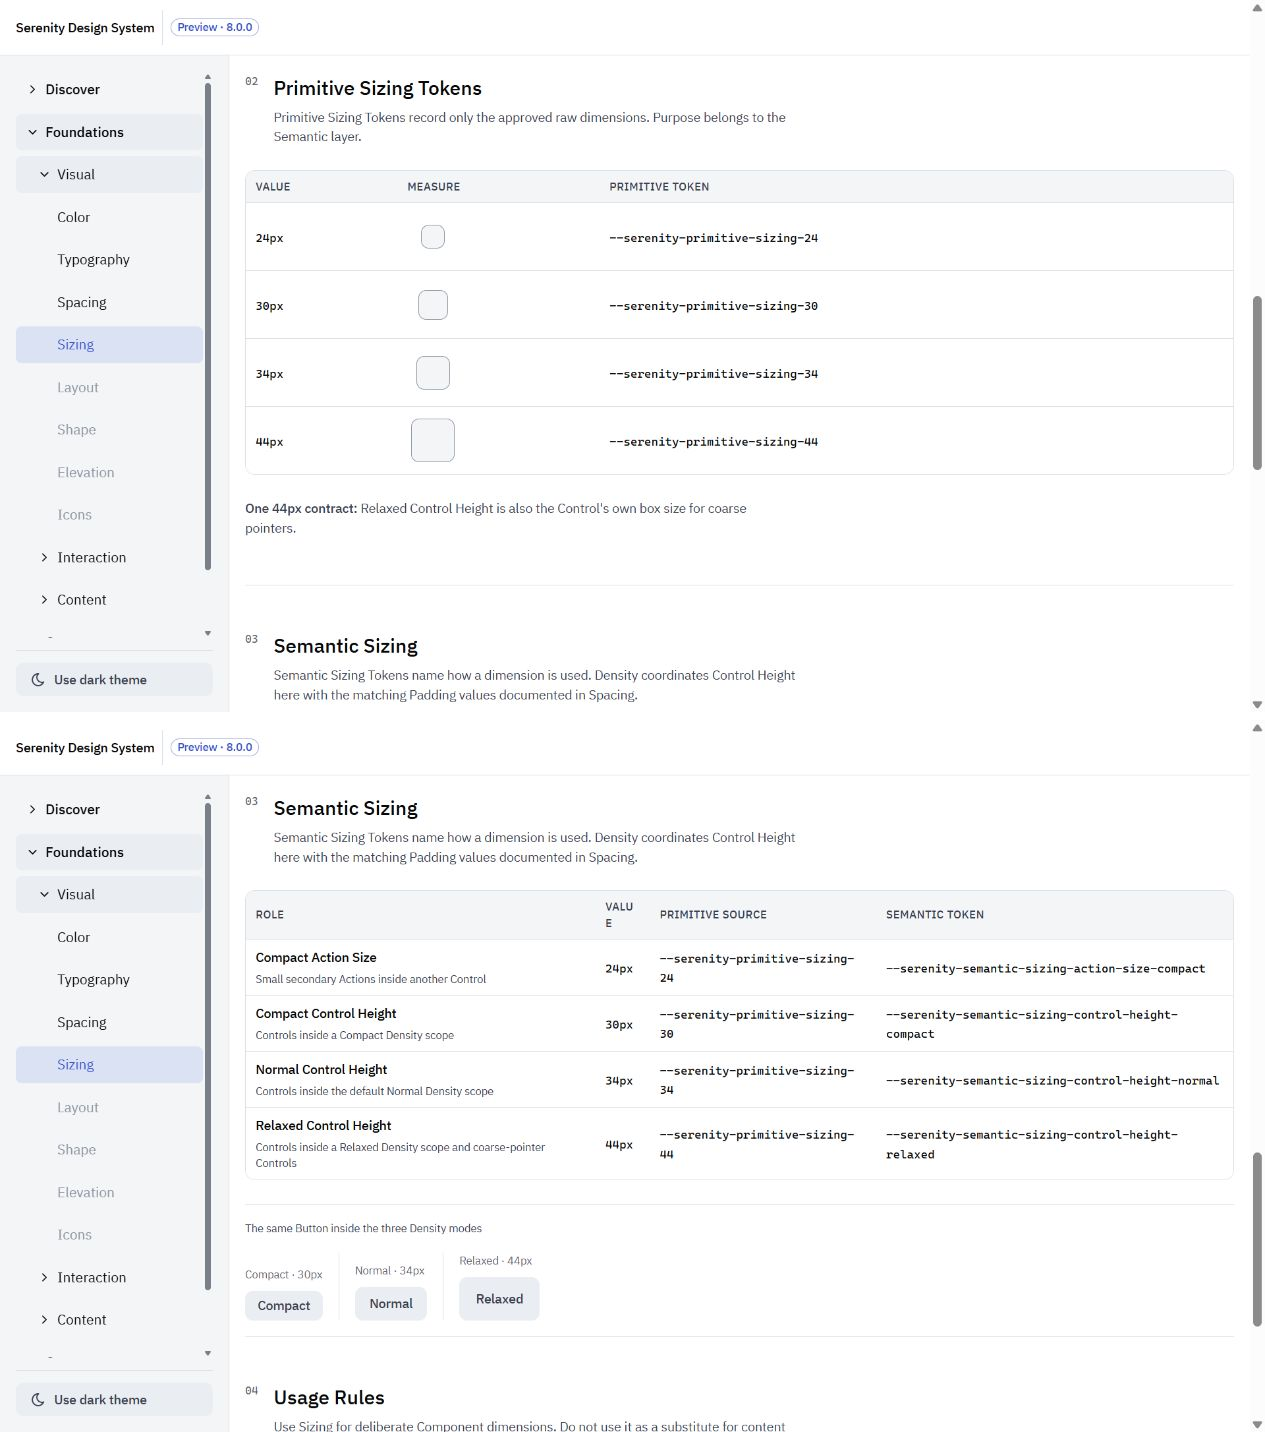 Serenity Design System
Preview · 8.0.0
Discover
Foundations
Visual
Color
Typography
Spacing
Sizing
Layout
Shape
Elevation
Icons
Interaction
Content
Use dark theme
02
Primitive Sizing Tokens
Primitive Sizing Tokens record only the approved raw dimensions. Purpose belongs to the
Semantic layer.
VALUE MEASURE PRIMITIVE TOKEN
24px --serenity-primitive-sizing-24
30px --serenity-primitive-sizing-30
34px --serenity-primitive-sizing-34
44px --serenity-primitive-sizing-44
One 44px contract: Relaxed Control Height is also the Control's own box size for coarse
pointers.
03
Semantic Sizing
Semantic Sizing Tokens name how a dimension is used. Density coordinates Control Height
here with the matching Padding values documented in Spacing.
Serenity Design System
Preview · 8.0.0
Discover
Foundations
Visual
Color
Typography
Spacing
Sizing
Layout
Shape
Elevation
Icons
Interaction
Content
Use dark theme
03
Semantic Sizing
Semantic Sizing Tokens name how a dimension is used. Density coordinates Control Height
here with the matching Padding values documented in Spacing.
ROLE
VALU
E
PRIMITIVE SOURCE
SEMANTIC TOKEN
Compact Action Size
Small secondary Actions inside another Control
24px
--serenity-primitive-sizing-
24
--serenity-semantic-sizing-action-size-compact
Compact Control Height
Controls inside a Compact Density scope
30px
--serenity-primitive-sizing-
30
--serenity-semantic-sizing-control-height-
compact
Normal Control Height
Controls inside the default Normal Density scope
34px
--serenity-primitive-sizing-
34
--serenity-semantic-sizing-control-height-normal
Relaxed Control Height
Controls inside a Relaxed Density scope and coarse-pointer
Controls
44px
--serenity-primitive-sizing-
44
--serenity-semantic-sizing-control-height-
relaxed
The same Button inside the three Density modes
Compact · 30px
Compact
Normal · 34px
Normal
Relaxed · 44px
Relaxed
04
Usage Rules
Use Sizing for deliberate Component dimensions. Do not use it as a substitute for content